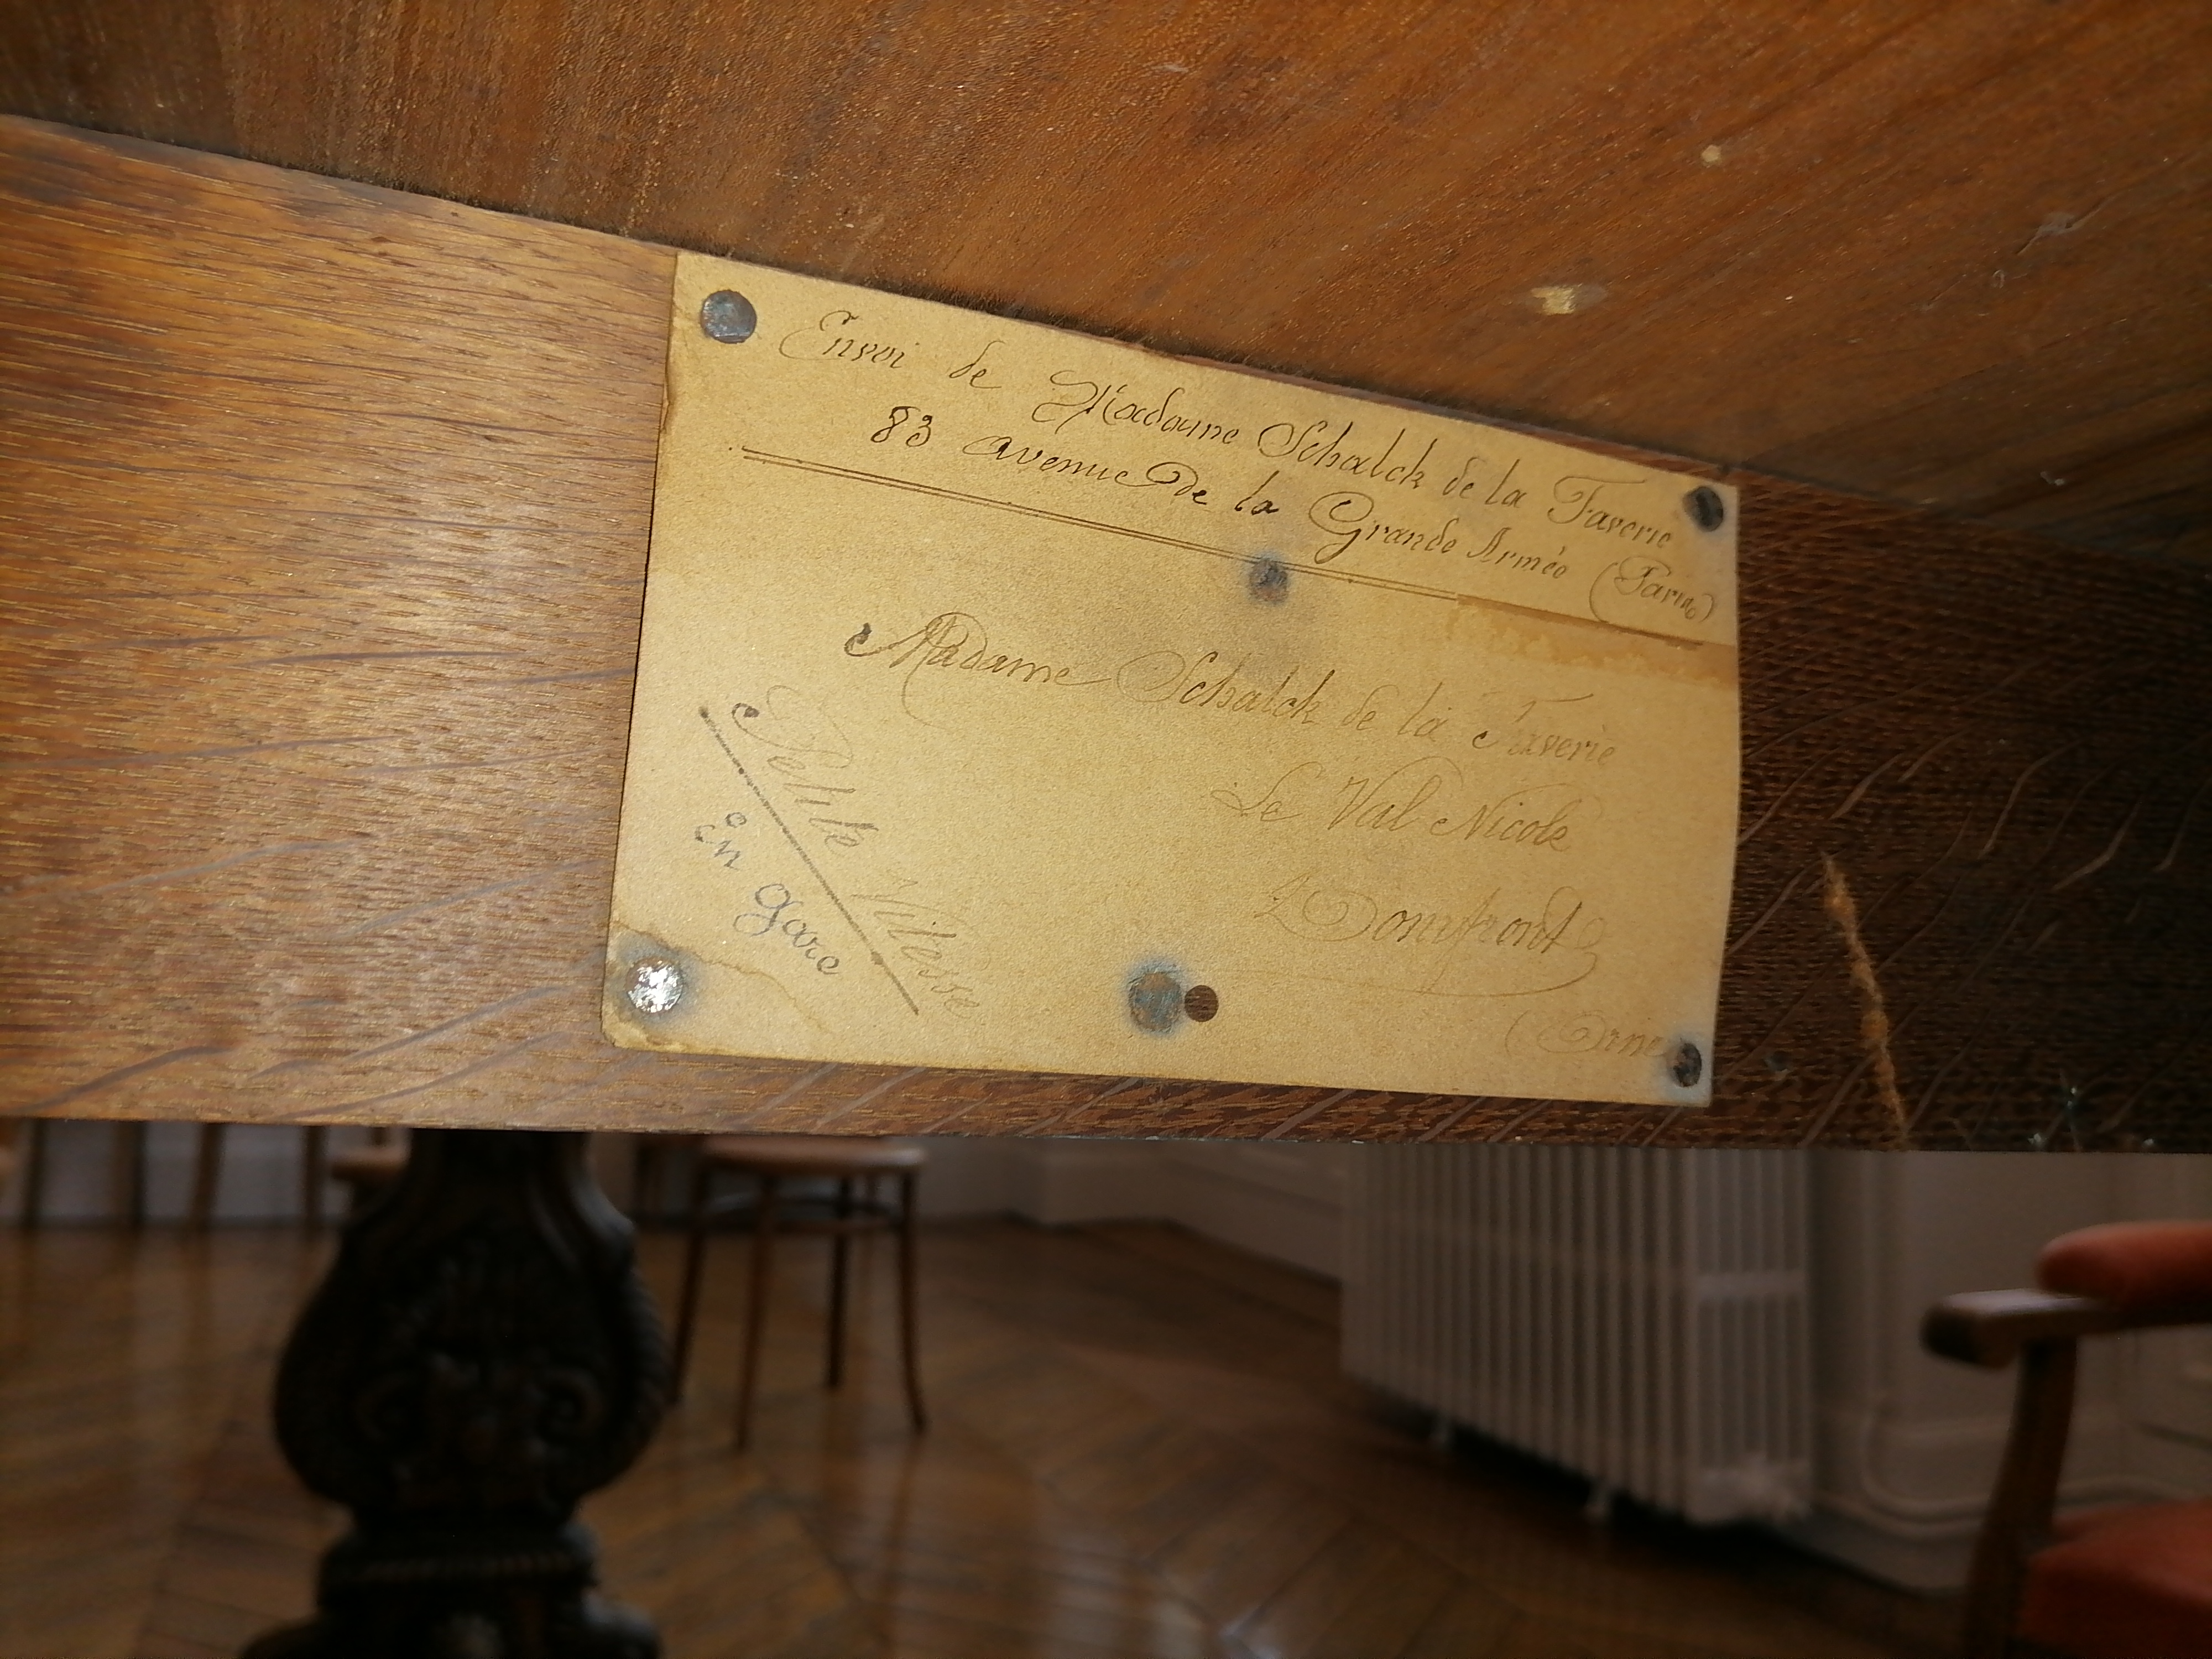 Envoi de Madame Schalck de la Faverie
83 avenue de la Grande Armée (Paris)
Madame Schalck de la Faverie
Le Val Nicole
Domfront
(Orne
Petite Vitesse
en gare